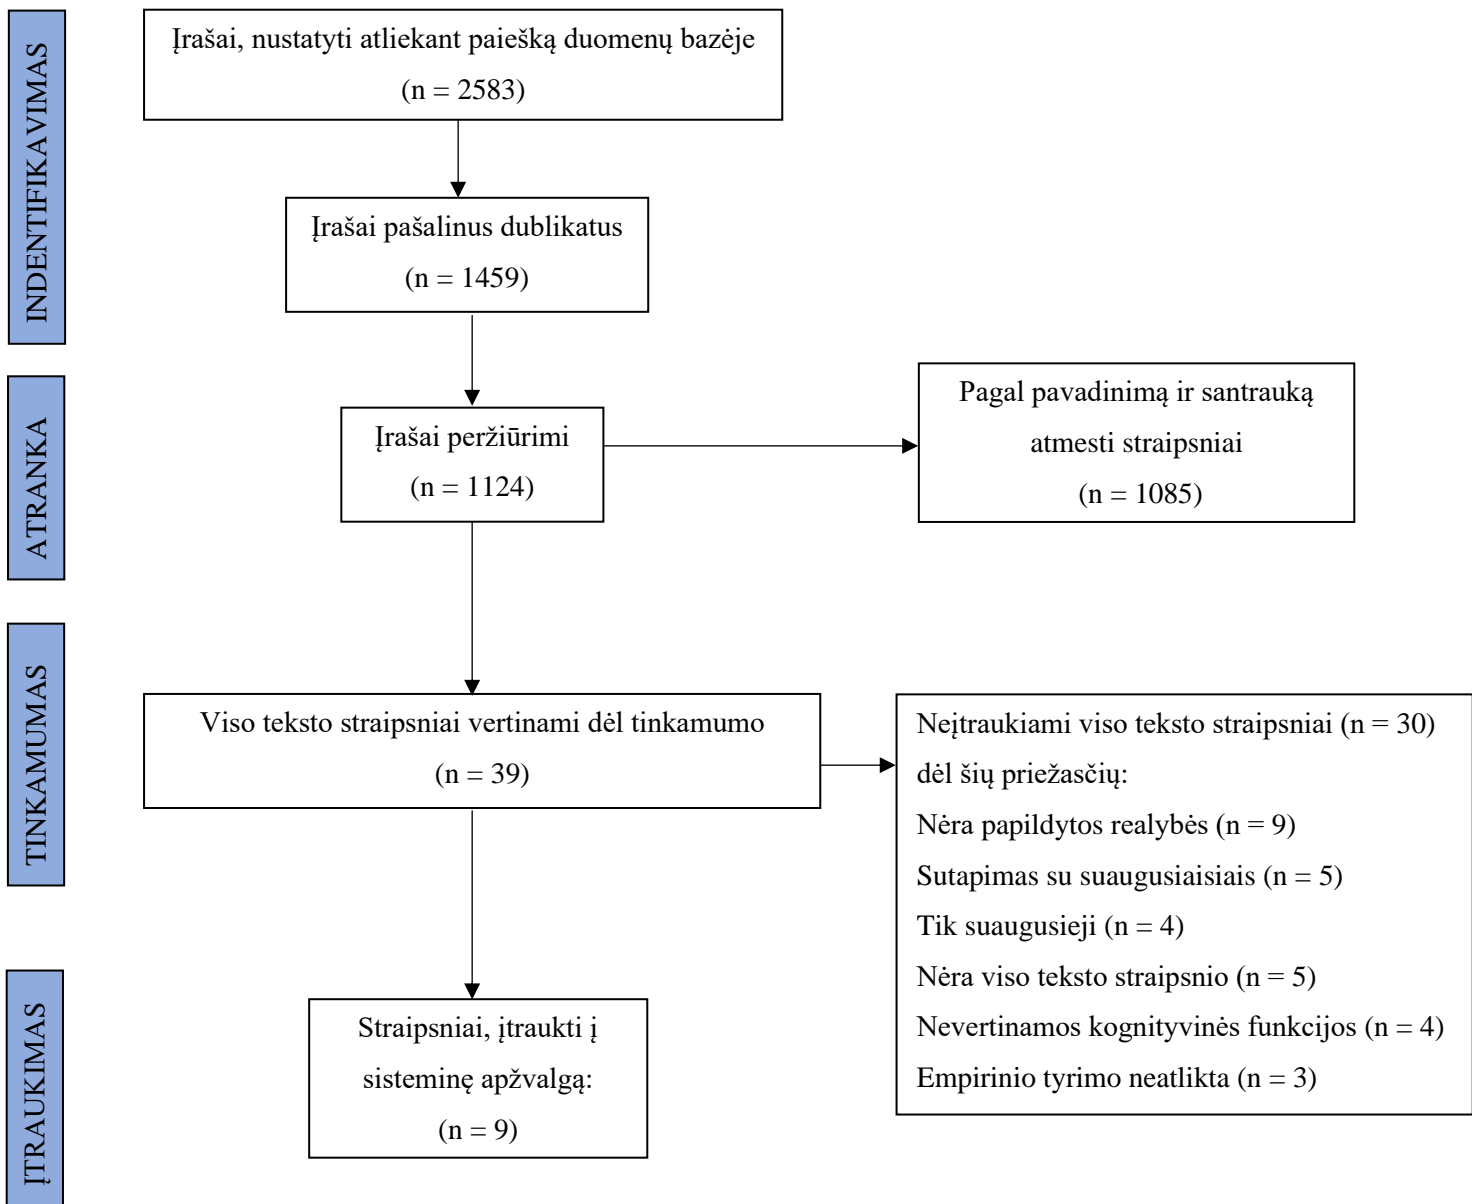 INDENTIFIKAVIMAS
Įrašai, nustatyti atliekant paiešką duomenų bazėje
(n = 2583)
Įrašai pašalinus dublikatus
(n = 1459)
ATRANKA
Įrašai peržiūrimi
(n = 1124)
Pagal pavadinimą ir santrauką
atmesti straipsniai
(n = 1085)
TINKAMUMAS
Viso teksto straipsniai vertinami dėl tinkamumo
(n = 39)
Neįtraukiami viso teksto straipsniai (n = 30)
dėl šių priežasčių:
Nėra papildytos realybės (n = 9)
Sutapimas su suaugusiaisiais (n = 5)
Tik suaugusieji (n = 4)
Nėra viso teksto straipsnio (n = 5)
Nevertinamos kognityvinės funkcijos (n = 4)
Empirinio tyrimo neatlikta (n = 3)
ĮTRAUKIMAS
Straipsniai, įtraukti į
sisteminę apžvalgą:
(n = 9)